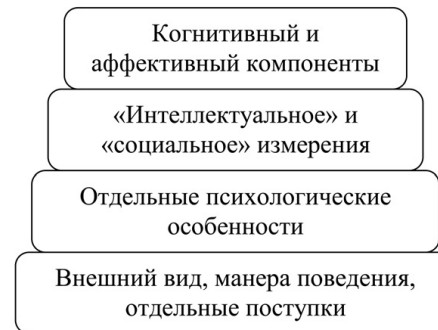 Когнитивный и
аффективный компоненты
«Интеллектуальное» и
«социальное» измерения
Отдельные психологические
особенности
Внешний вид, манера поведения,
отдельные поступки